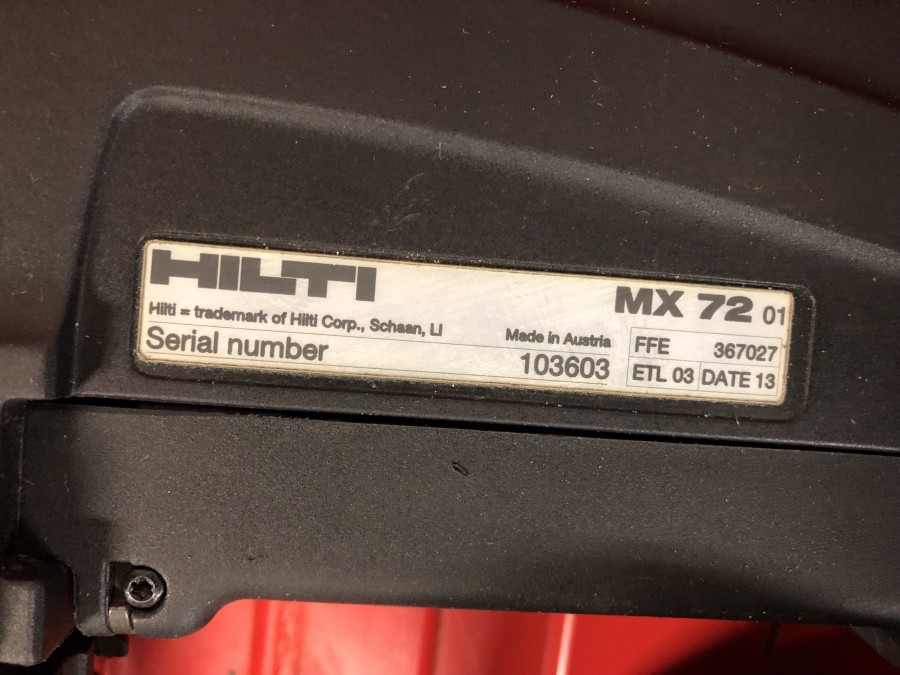 HILTI
MX 72 01
Hilti = trademark of Hilti Corp., Schaan, LI
Made in Austria
Serial number 103603
FFE 367027
ETL 03 DATE 13